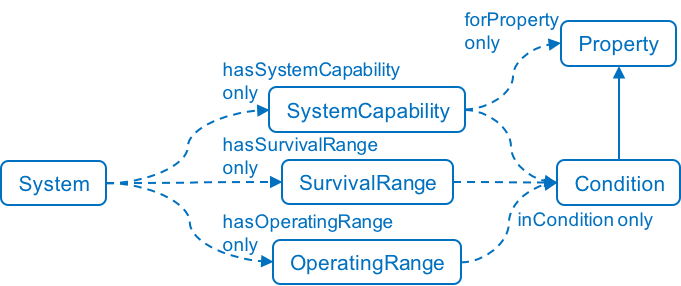 forProperty
only
Property
hasSystemCapability
only
SystemCapability
hasSurvivalRange
only
System
SurvivalRange
Condition
hasOperatingRange
only
inCondition only
OperatingRange